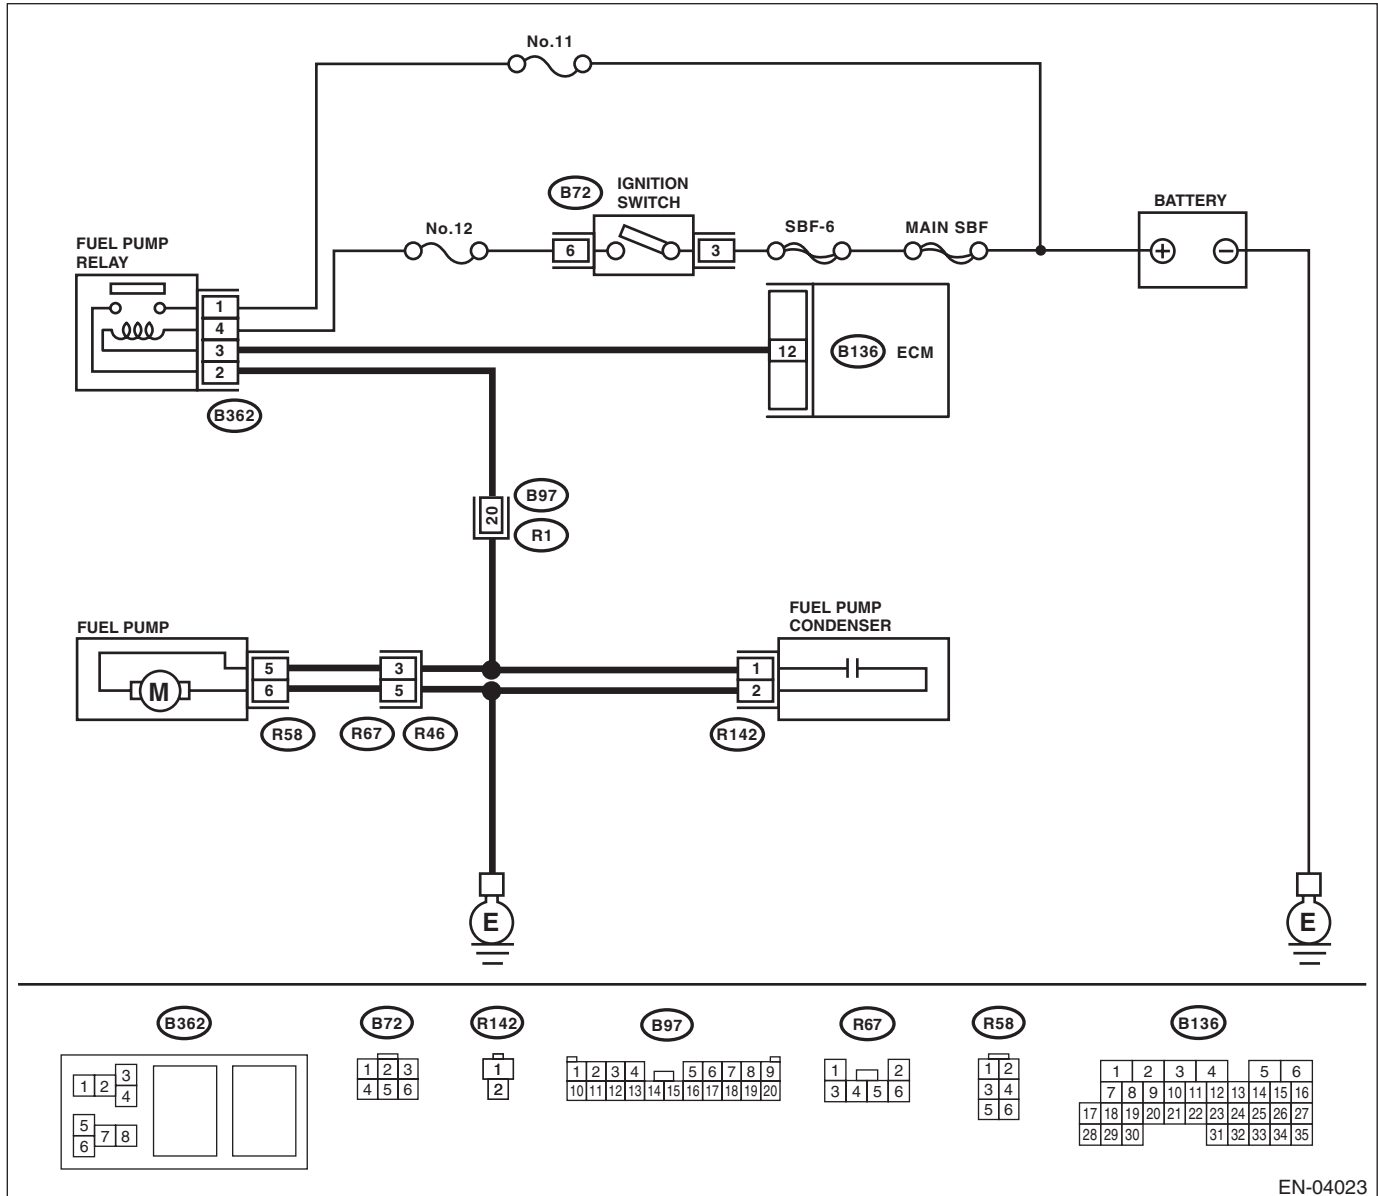 No.11
B72
IGNITION
SWITCH
BATTERY
No.12
6
3
SBF-6
MAIN SBF
+
−
FUEL PUMP
RELAY
1
4
3
2
B362
12
B136
ECM
20
B97
R1
FUEL PUMP
M
5
6
R58
3
5
R67
R46
FUEL PUMP
CONDENSER
1
2
R142
E
E
B362
B72
R142
B97
R67
R58
B136
1 2 3
4
5
6 7 8
1 2 3
4 5 6
1
2
1 2 3 4 5 6 7 8 9
10 11 12 13 14 15 16 17 18 19 20
1 2
3 4 5 6
1 2
3 4
5 6
1 2 3 4 5 6
7 8 9 10 11 12 13 14 15 16
17 18 19 20 21 22 23 24 25 26 27
28 29 30 31 32 33 34 35
EN-04023